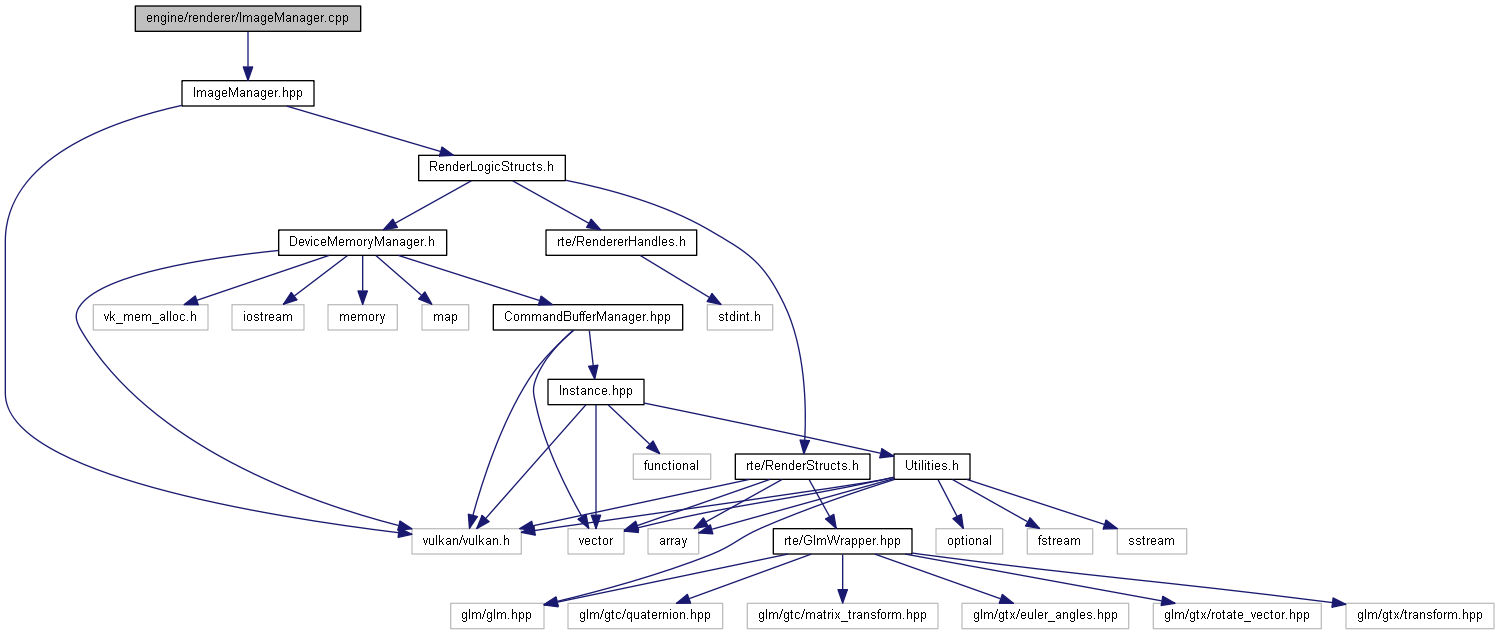 engine/renderer/ImageManager.cpp
ImageManager.hpp
RenderLogicStructs.h
DeviceMemoryManager.h
rte/RendererHandles.h
vk_mem_alloc.h
iostream
memory
map
CommandBufferManager.hpp
stdint.h
Instance.hpp
functional
rte/RenderStructs.h
Utilities.h
vulkan/vulkan.h
vector
array
rte/GlmWrapper.hpp
optional
fstream
sstream
glm/glm.hpp
glm/gtc/quaternion.hpp
glm/gtc/matrix_transform.hpp
glm/gtx/euler_angles.hpp
glm/gtx/rotate_vector.hpp
glm/gtx/transform.hpp